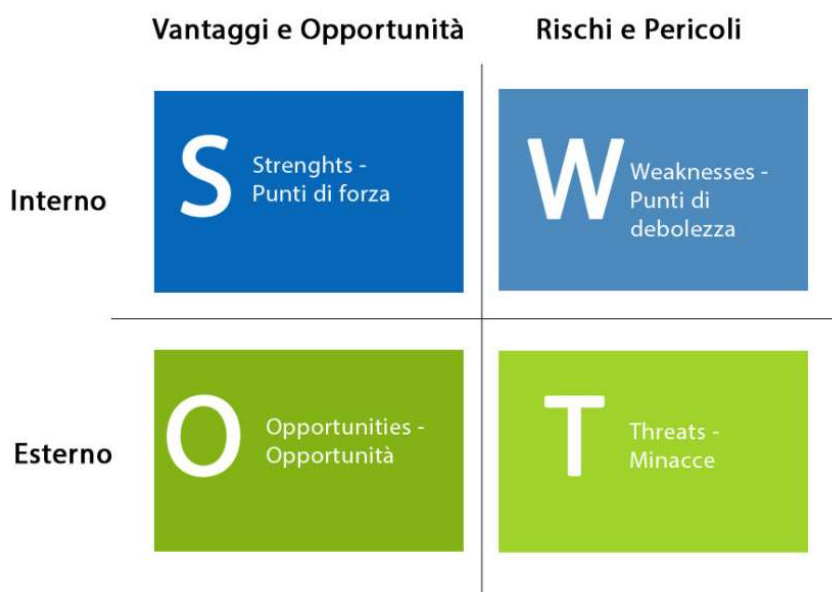 Vantaggi e Opportunità
Rischi e Pericoli
Interno
S
Strenghts -
Punti di forza
W
Weaknesses -
Punti di
debolezza
Esterno
O
Opportunities -
Opportunità
T
Threats -
Minacce